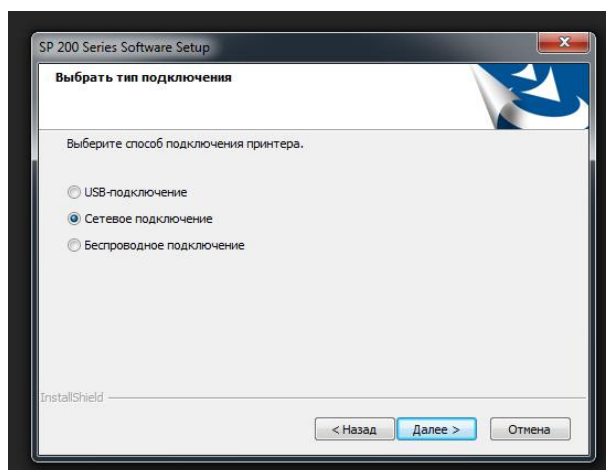 SP 200 Series Software Setup
Выбрать тип подключения
Выберите способ подключения принтера.
USB-подключение
Сетевое подключение
Беспроводное подключение
InstallShield
< Назад Далее > Отмена